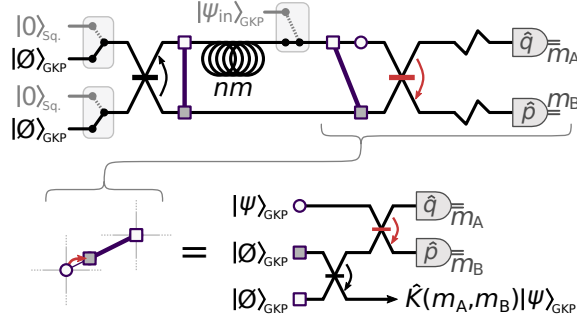 |0⟩Sq. |ψin⟩GKP
|Ø⟩GKP q̂ mA
nm
|0⟩Sq. mB
|Ø⟩GKP p̂
|ψ⟩GKP q̂ mA
= |Ø⟩GKP p̂ mB
|Ø⟩GKP K̂(mA,mB)|ψ⟩GKP